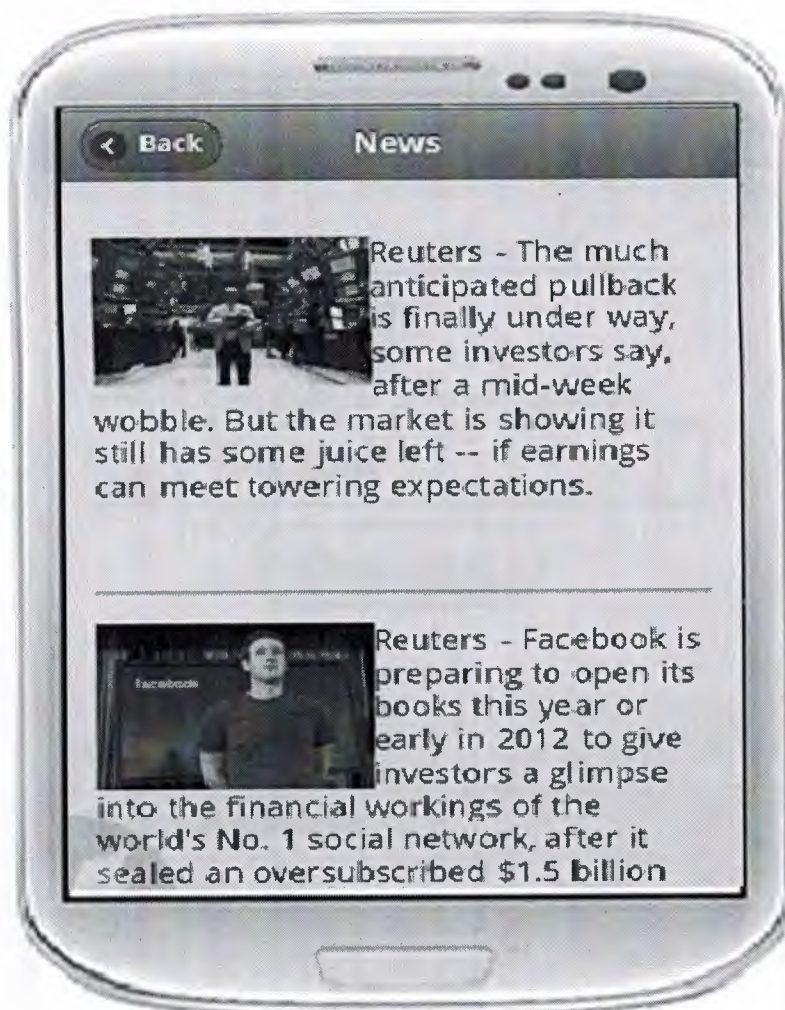 Back
News
Reuters - The much
anticipated pullback
is finally under way,
some investors say,
after a mid-week
wobble. But the market is showing it
still has some juice left -- if earnings
can meet towering expectations.
facebook
Reuters - Facebook is
preparing to open its
books this year or
early in 2012 to give
investors a glimpse
into the financial workings of the
world's No. 1 social network, after it
sealed an oversubscribed $1.5 billion